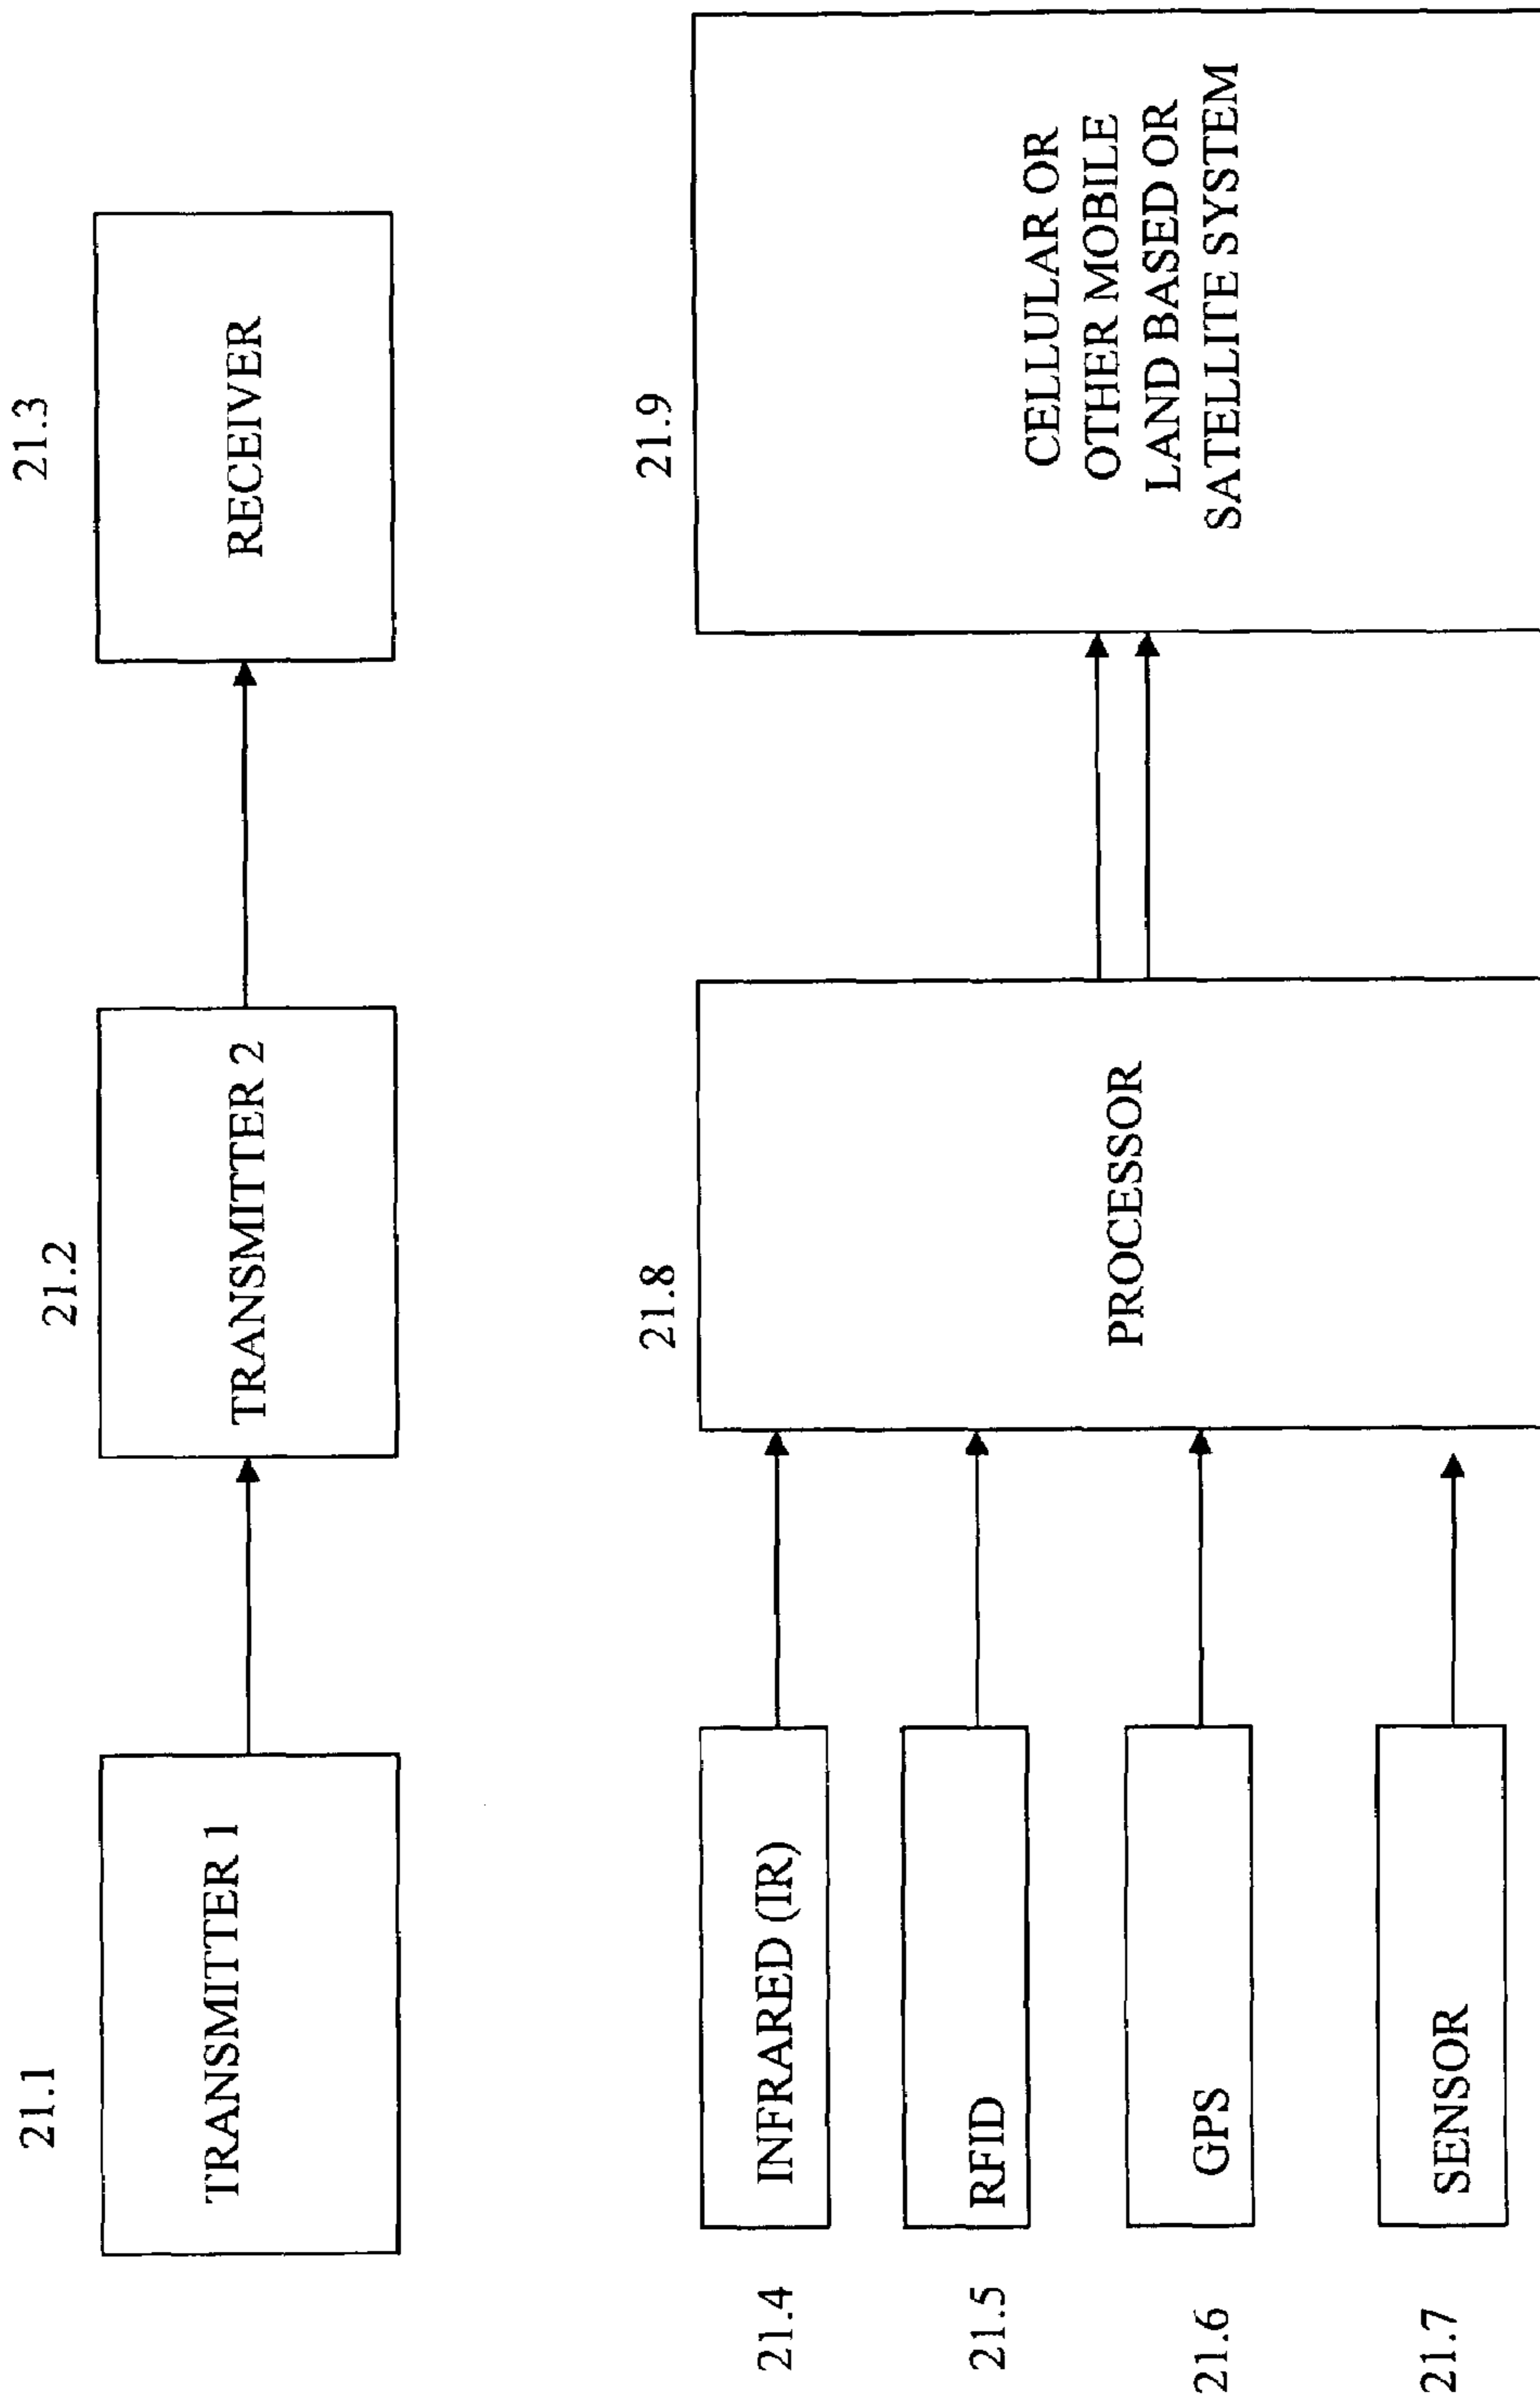 21.1
TRANSMITTER 1
21.2
TRANSMITTER 2
21.3
RECEIVER
21.4
INFRARED (IR)
21.5
RFID
21.6
GPS
21.7
SENSOR
21.8
PROCESSOR
21.9
CELLULAR OR
OTHER MOBILE
LAND BASED OR
SATELLITE SYSTEM